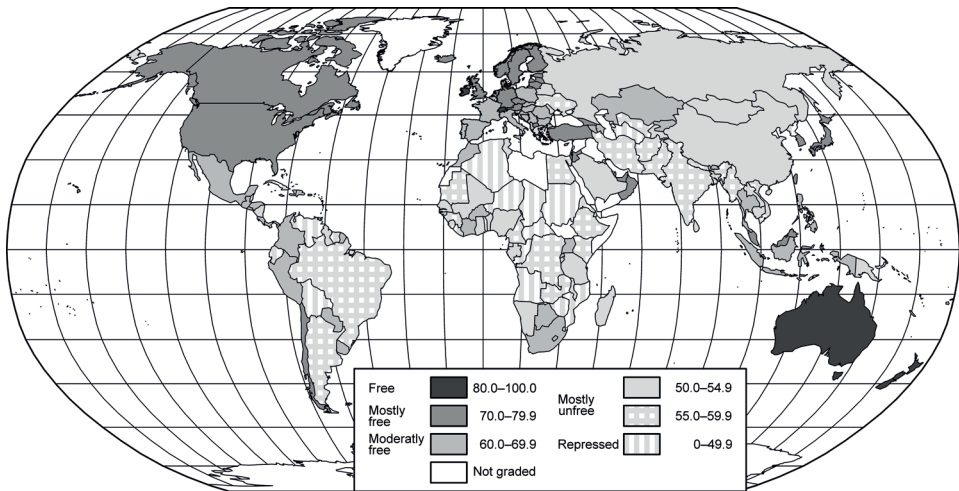 Free 80.0–100.0
Mostly free 70.0–79.9
Moderatly free 60.0–69.9
Not graded
Mostly unfree 50.0–54.9
55.0–59.9
Repressed 0–49.9